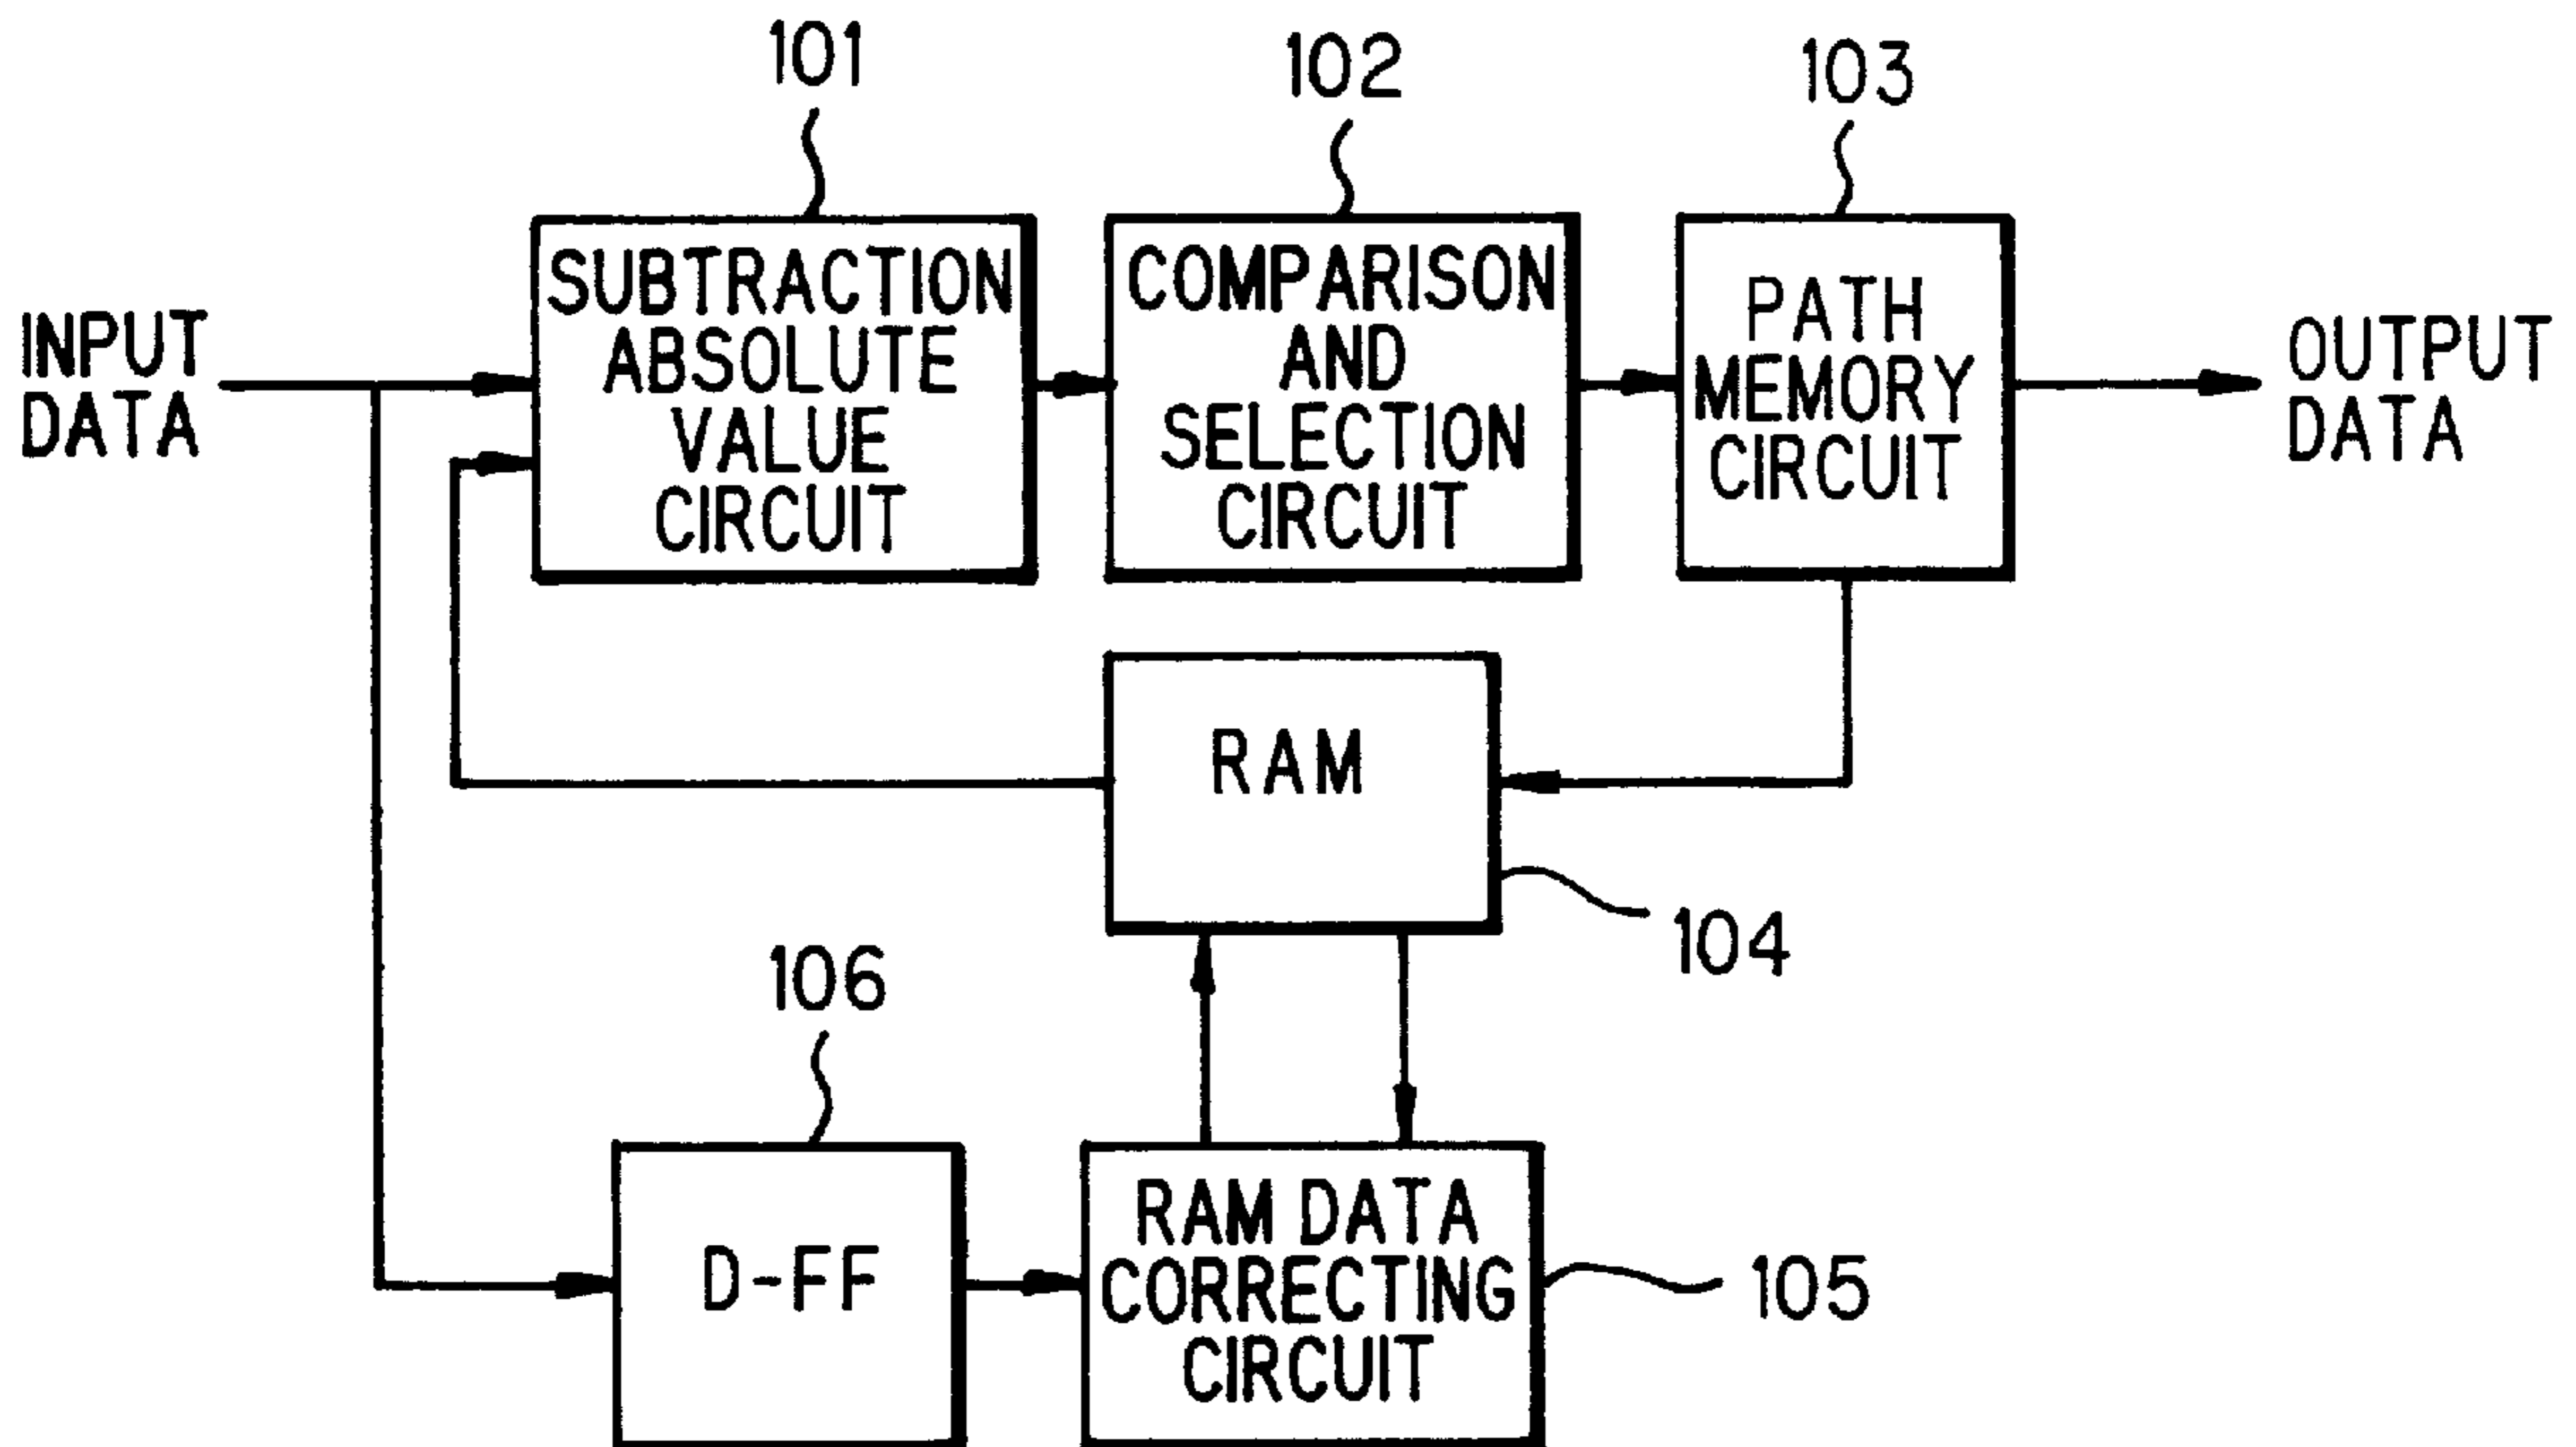 101
102
103
INPUT
DATA
SUBTRACTION
ABSOLUTE
VALUE
CIRCUIT
COMPARISON
AND
SELECTION
CIRCUIT
PATH
MEMORY
CIRCUIT
OUTPUT
DATA
RAM
104
106
D-FF
RAM DATA
CORRECTING
CIRCUIT
105